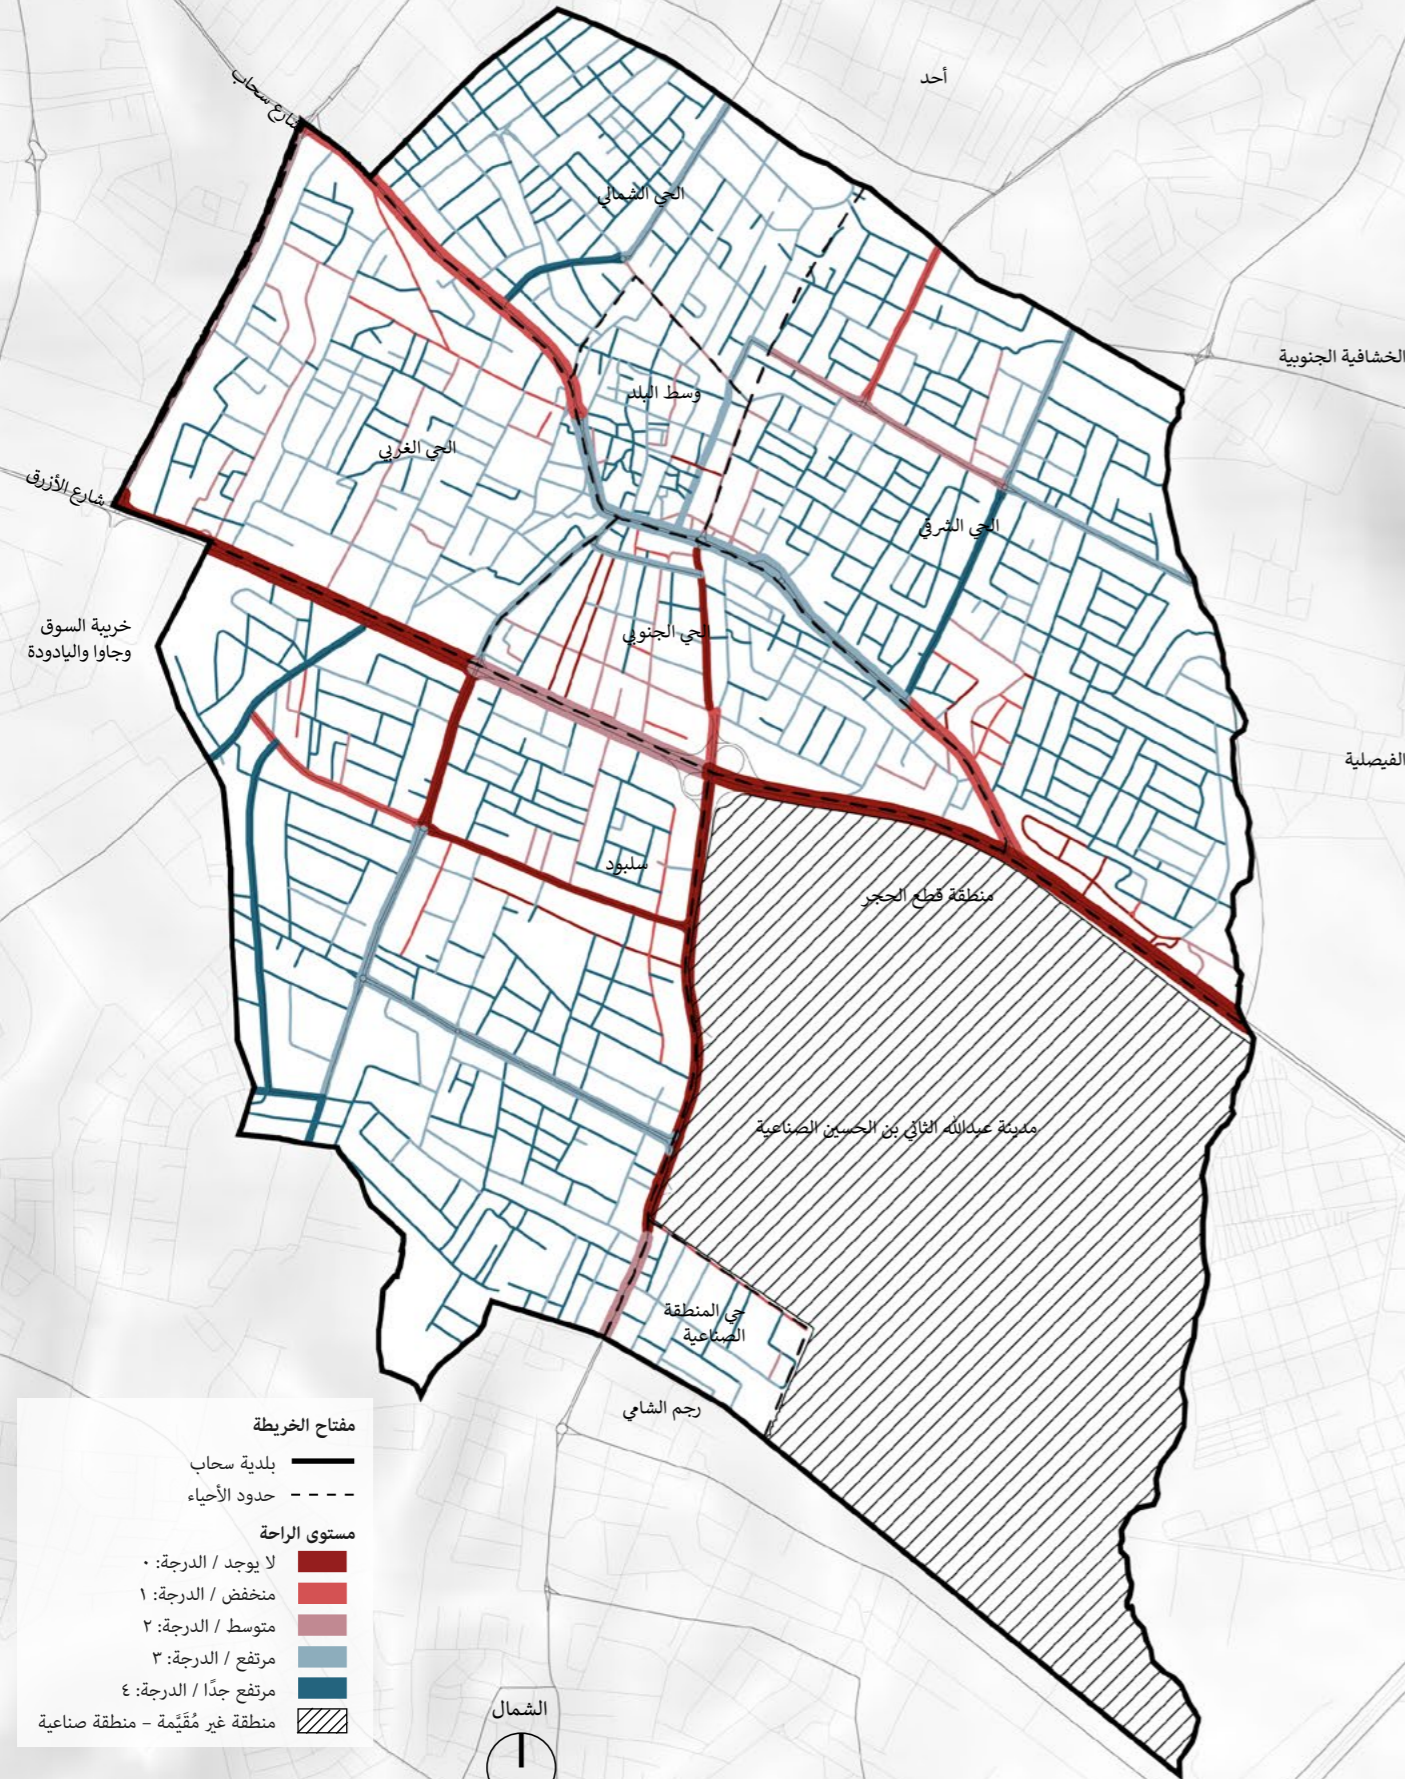 شارع سحاب
أحد
الحي الشمالي
الخشافية الجنوبية
وسط البلد
الحي الغربي
شارع الأزرق
الحي الشرقي
خريبة السوق
وجاوا واليادودة
الحي الجنوبي
الفيصلية
سلبود
منطقة قطع الحجر
مدينة عبدالله الثاني بن الحسين الصناعية
حي المنطقة
الصناعية
رجم الشامي
مفتاح الخريطة
بلدية سحاب
حدود الأحياء
مستوى الراحة
لا يوجد / الدرجة: ٠
منخفض / الدرجة: ١
متوسط / الدرجة: ٢
مرتفع / الدرجة: ٣
مرتفع جدًا / الدرجة: ٤
منطقة غير مُقَيَّمة – منطقة صناعية
الشمال